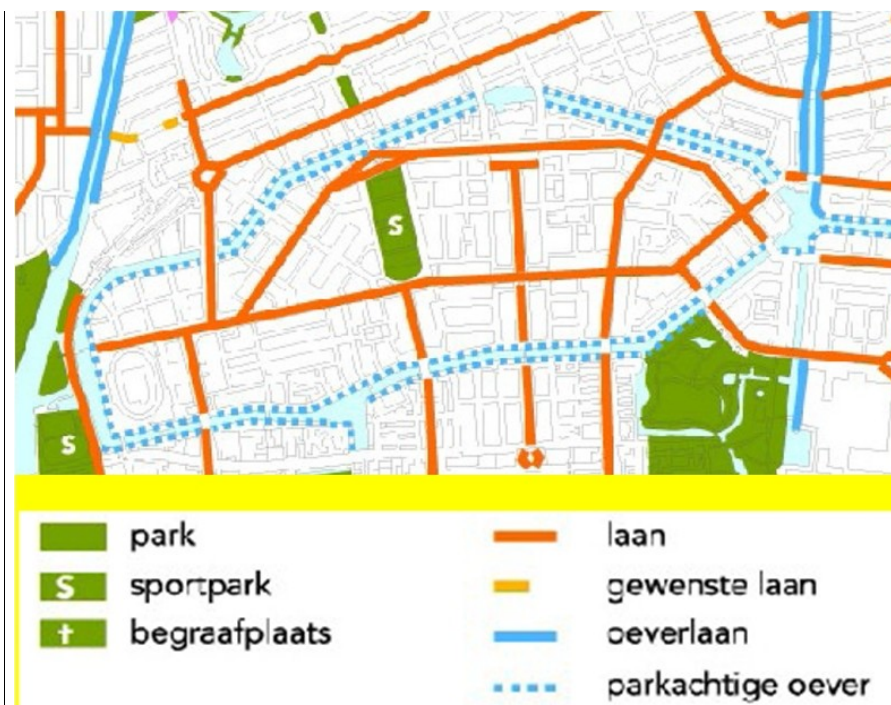 S
S
park
S sportpark
† begraafplaats
laan
gewenste laan
oeverlaan
parkachtige oever